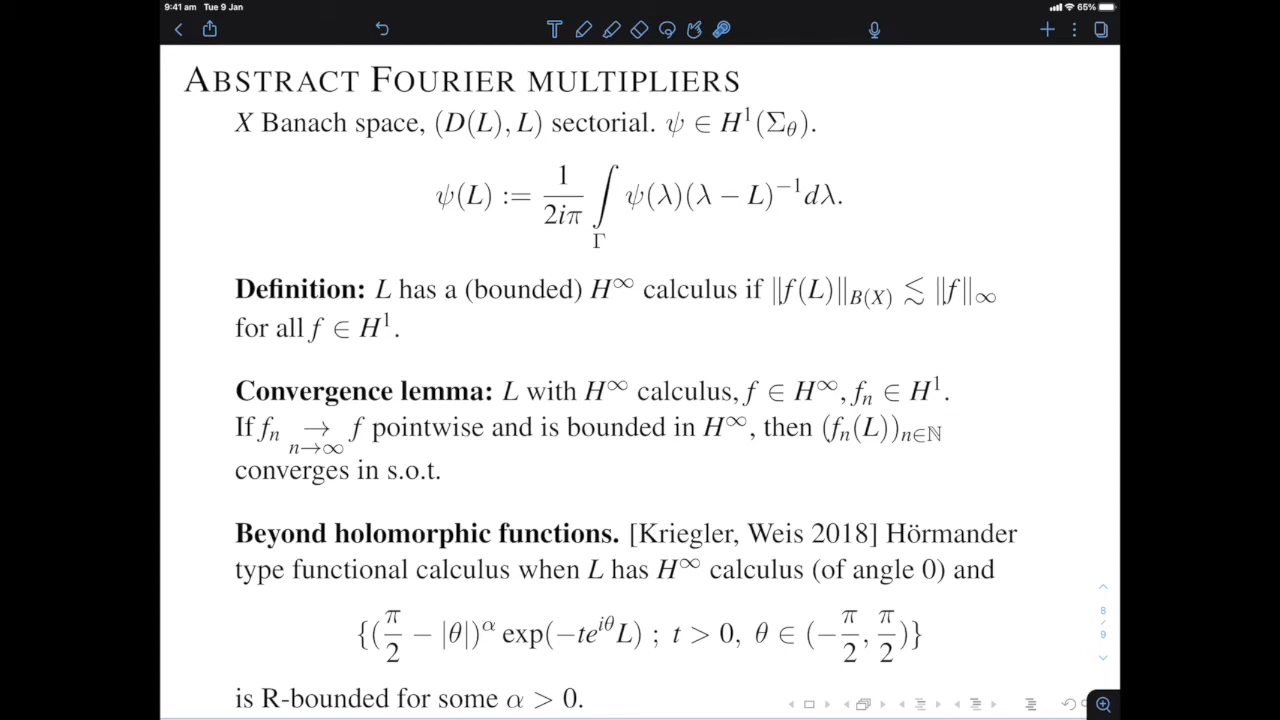 9:41 am Tue 9 Jan
65%
ABSTRACT FOURIER MULTIPLIERS
X Banach space, (D(L), L) sectorial. ψ ∈ H¹(Σ_θ).
ψ(L) := 1/(2iπ) ∫_Γ ψ(λ)(λ − L)⁻¹dλ.
Definition: L has a (bounded) H^∞ calculus if ‖f(L)‖_{B(X)} ≲ ‖f‖_∞
for all f ∈ H¹.
Convergence lemma: L with H^∞ calculus, f ∈ H^∞, f_n ∈ H¹.
If f_n →_{n→∞} f pointwise and is bounded in H^∞, then (f_n(L))_{n∈ℕ}
converges in s.o.t.
Beyond holomorphic functions. [Kriegler, Weis 2018] Hörmander
type functional calculus when L has H^∞ calculus (of angle 0) and
{(π/2 − |θ|)^α exp(−te^{iθ}L) ; t > 0, θ ∈ (−π/2, π/2)}
is R-bounded for some α > 0.
8
/
9